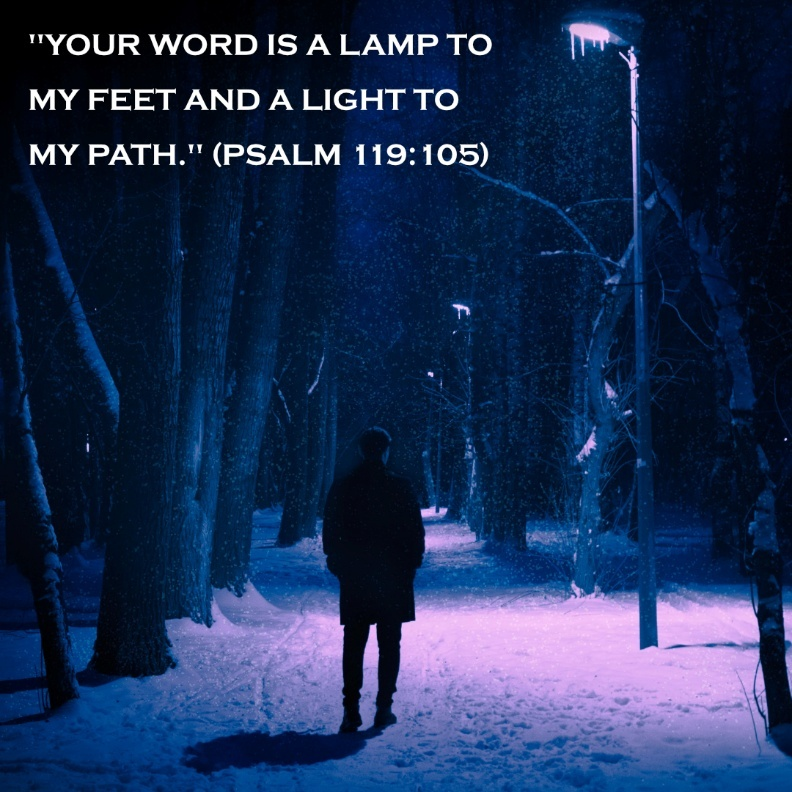 "YOUR WORD IS A LAMP TO
MY FEET AND A LIGHT TO
MY PATH." (PSALM 119:105)